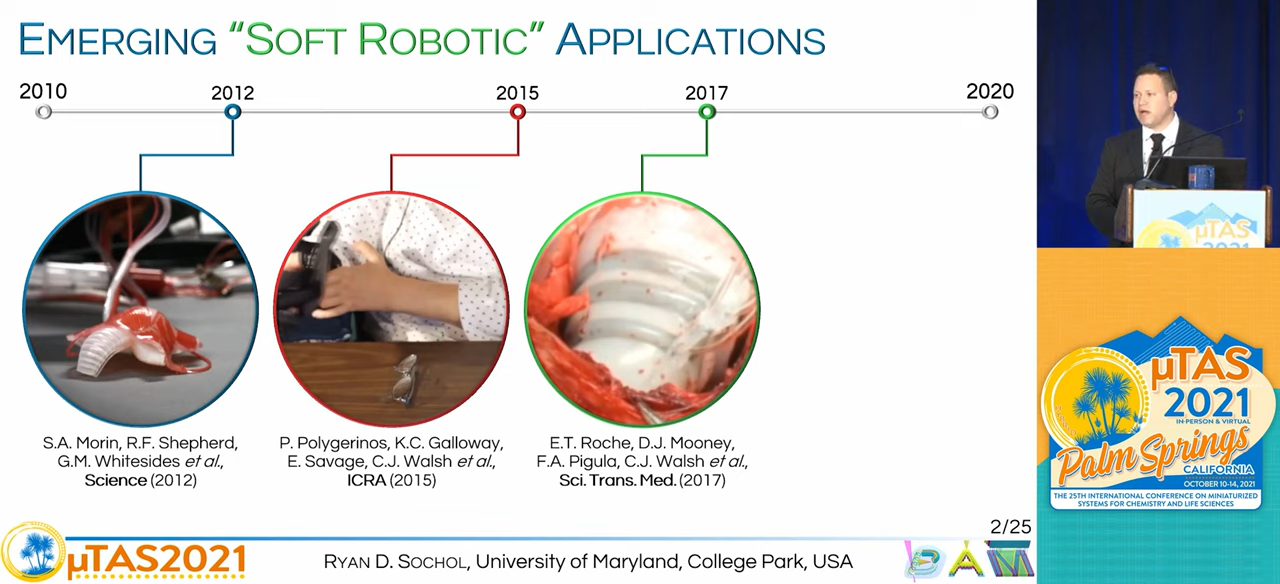 EMERGING “SOFT ROBOTIC” APPLICATIONS
2010
2012
2015
2017
2020
S.A. Morin, R.F. Shepherd,
G.M. Whitesides et al.,
Science (2012)
P. Polygerinos, K.C. Galloway,
E. Savage, C.J. Walsh et al.,
ICRA (2015)
E.T. Roche, D.J. Mooney,
F.A. Pigula, C.J. Walsh et al.,
Sci. Trans. Med. (2017)
2/25
µTAS2021
RYAN D. SOCHOL, University of Maryland, College Park, USA
BAM
µTAS
2021
µTAS
2021
IN-PERSON & VIRTUAL
Palm Springs
CALIFORNIA
OCTOBER 10-14, 2021
THE 25TH INTERNATIONAL CONFERENCE ON MINIATURIZED
SYSTEMS FOR CHEMISTRY AND LIFE SCIENCES